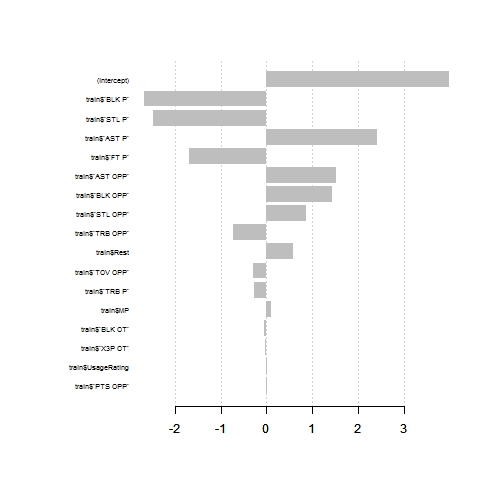 (Intercept)
train$`BLK P`
train$`STL P`
train$`AST P`
train$`FT P`
train$`AST OPP`
train$`BLK OPP`
train$`STL OPP`
train$`TRB OPP`
train$Rest
train$`TOV OPP`
train$`TRB P`
train$MP
train$`BLK OT`
train$`X3P OT`
train$UsageRating
train$`PTS OPP`
-2 -1 0 1 2 3